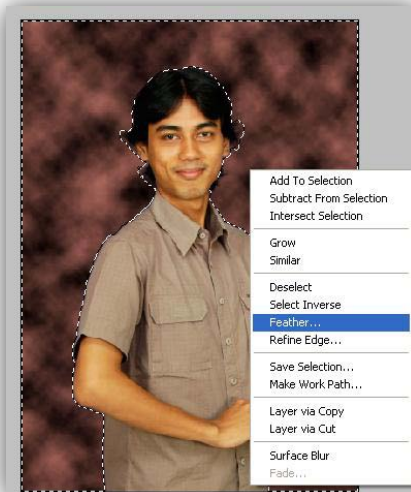 Add To Selection
Subtract From Selection
Intersect Selection
Grow
Similar
Deselect
Select Inverse
Feather...
Refine Edge...
Save Selection...
Make Work Path...
Layer via Copy
Layer via Cut
Surface Blur
Fade...